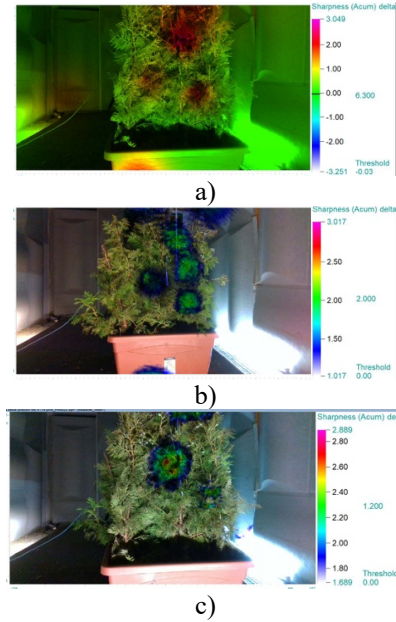 Sharpness (Acum) delta
3.049
2.00
1.00
0.00
6.300
-1.00
-2.00
Threshold
-3.251 -0.03
a)
Sharpness (Acum) delta
3.017
2.50
2.00
2.000
1.50
Threshold
1.017 0.00
b)
Sharpness (Acum) del
2.889
2.80
2.60
2.40
1.200
2.20
2.00
1.80
Threshold
1.689 0.00
c)